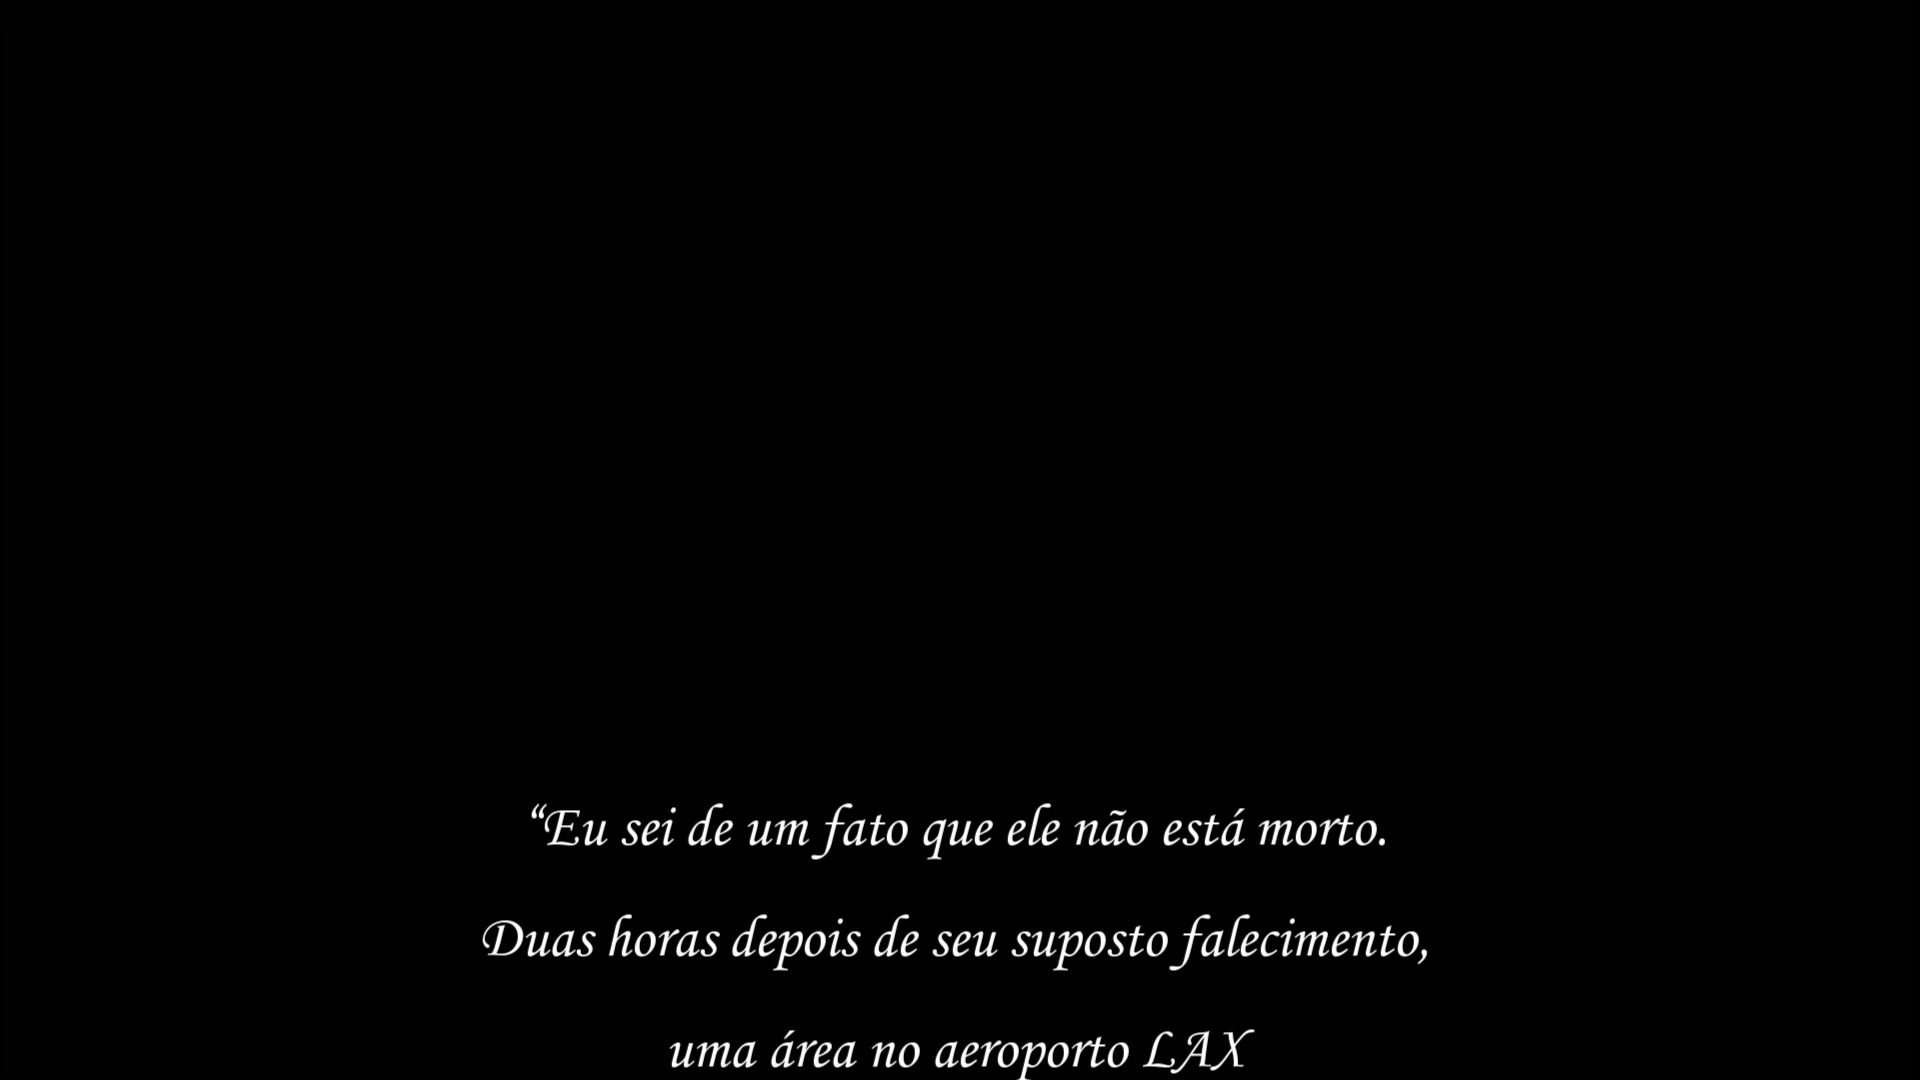 “Eu sei de um fato que ele não está morto.
Duas horas depois de seu suposto falecimento,
uma área no aeroporto LAX